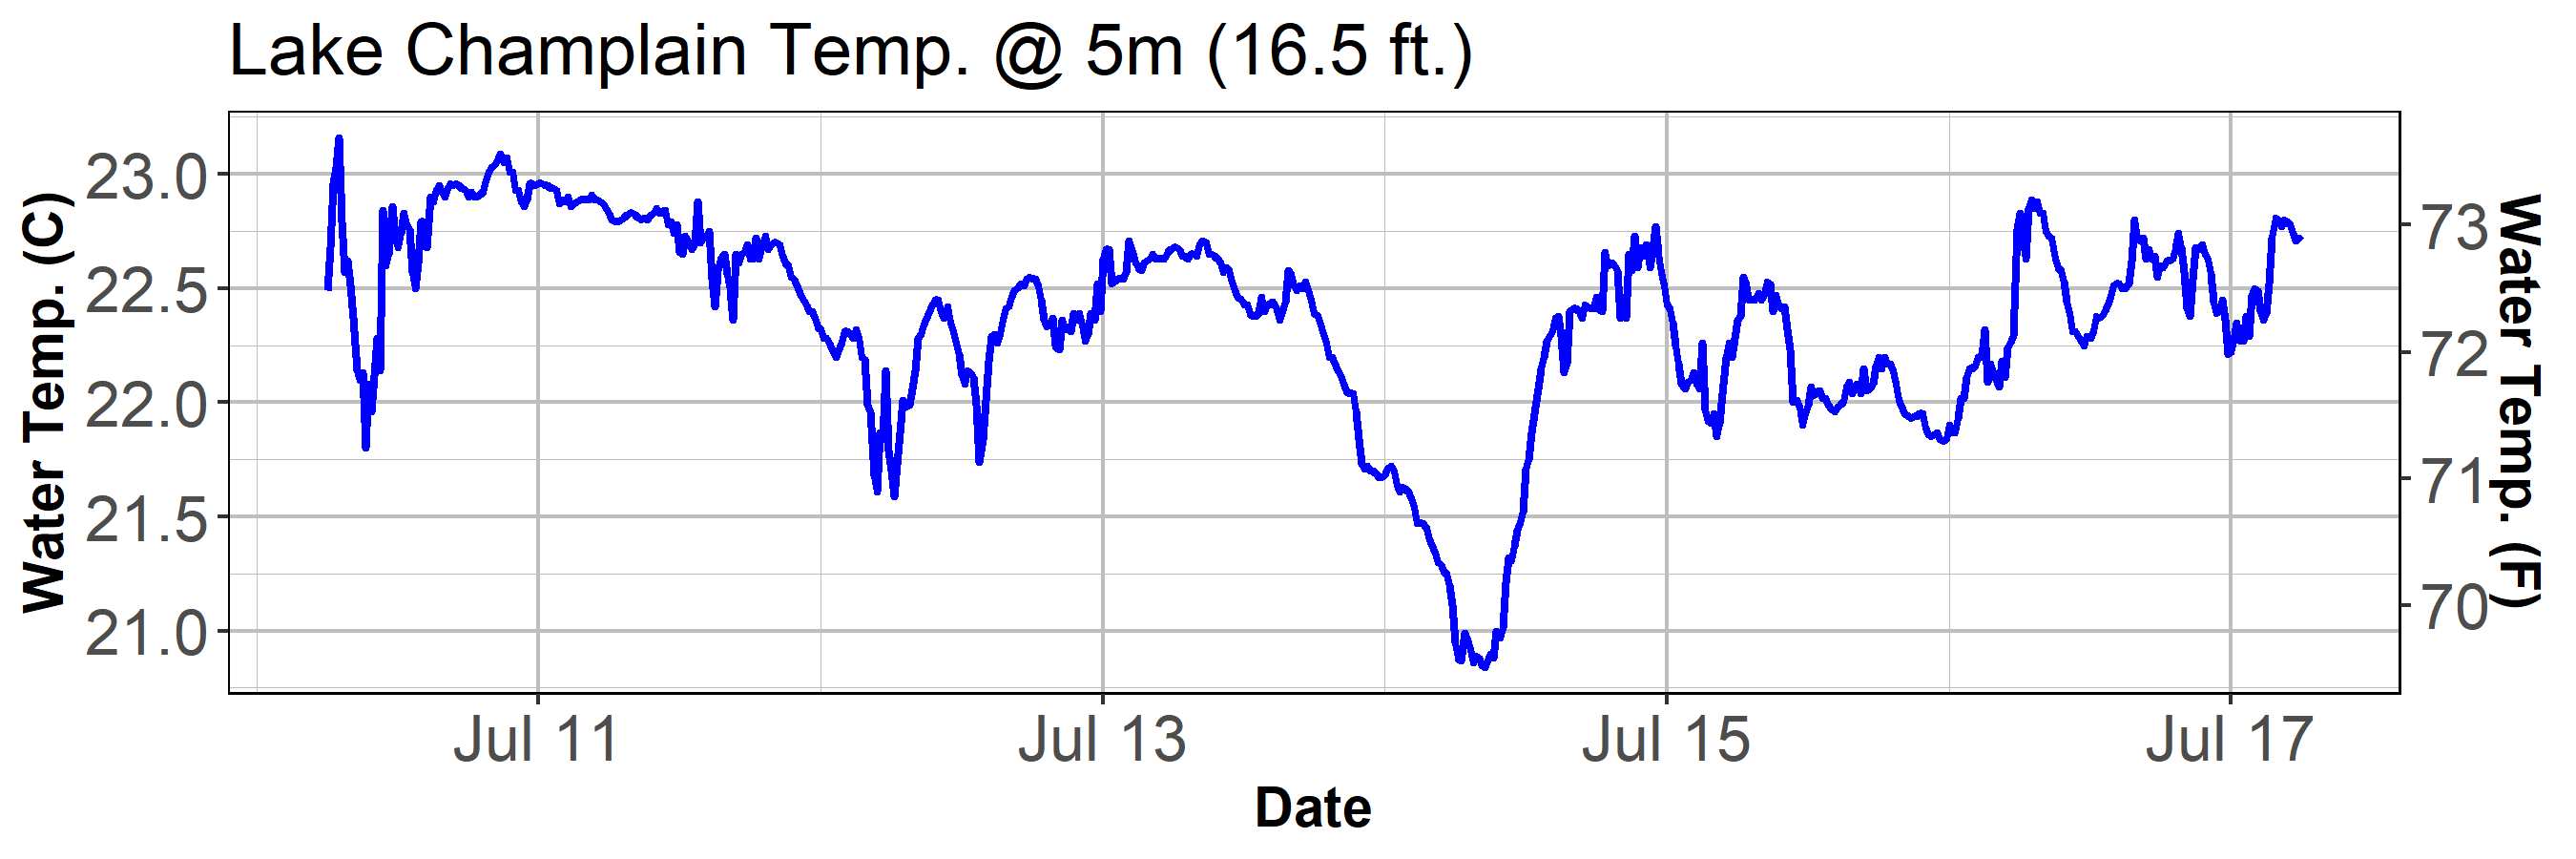 Lake Champlain Temp. @ 5m (16.5 ft.)
Water Temp. (C)
23.0
22.5
22.0
21.5
21.0
73
72
71
70
Water Temp. (F)
Jul 11 Jul 13 Jul 15 Jul 17
Date